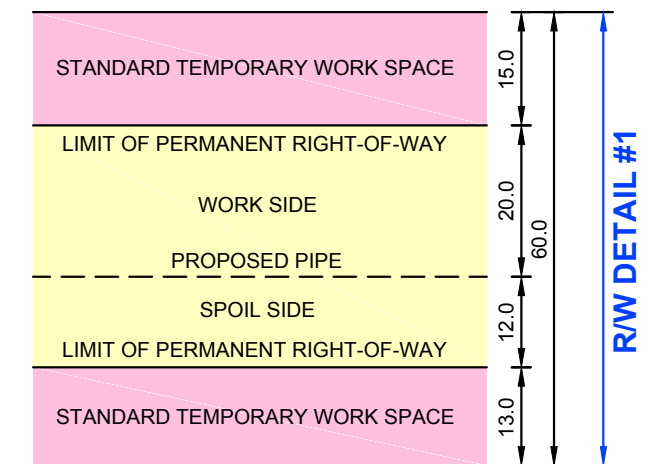 STANDARD TEMPORARY WORK SPACE
15.0
LIMIT OF PERMANENT RIGHT-OF-WAY
WORK SIDE
20.0
PROPOSED PIPE
60.0
SPOIL SIDE
12.0
LIMIT OF PERMANENT RIGHT-OF-WAY
STANDARD TEMPORARY WORK SPACE
13.0
R/W DETAIL #1